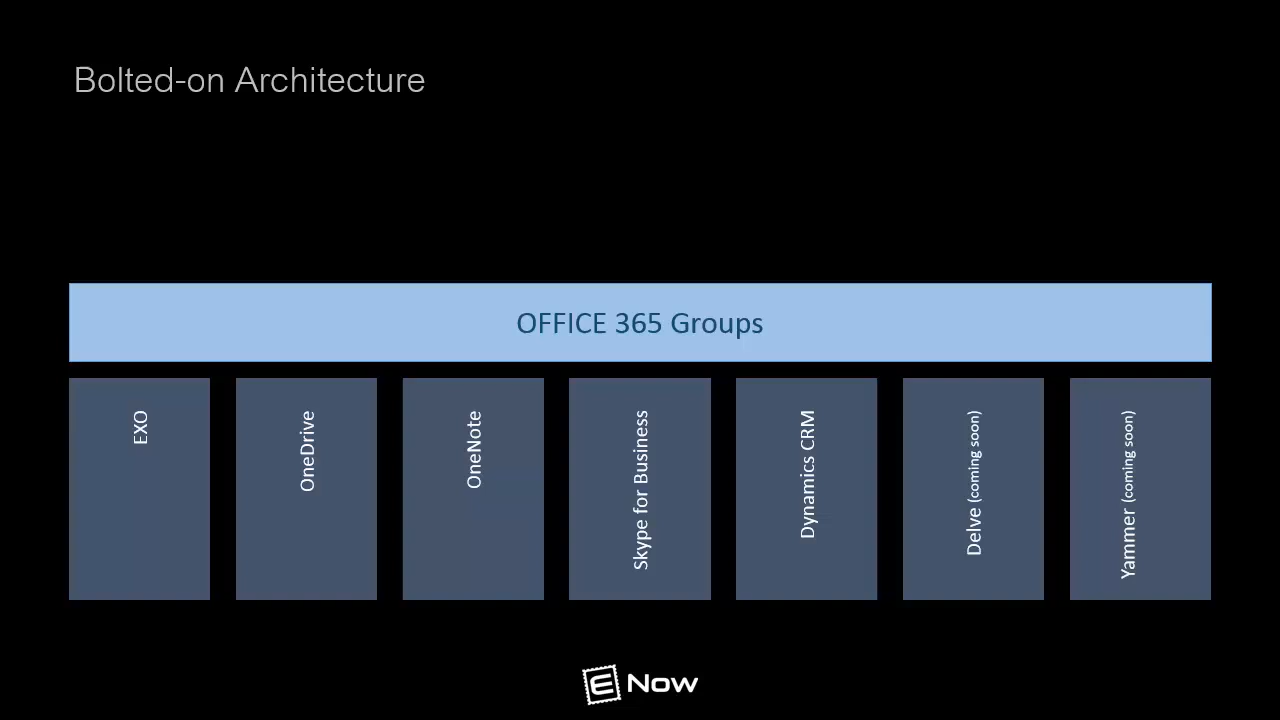 Bolted-on Architecture
OFFICE 365 Groups
EXO
OneDrive
OneNote
Skype for Business
Dynamics CRM
Delve (coming soon)
Yammer (coming soon)
E Now